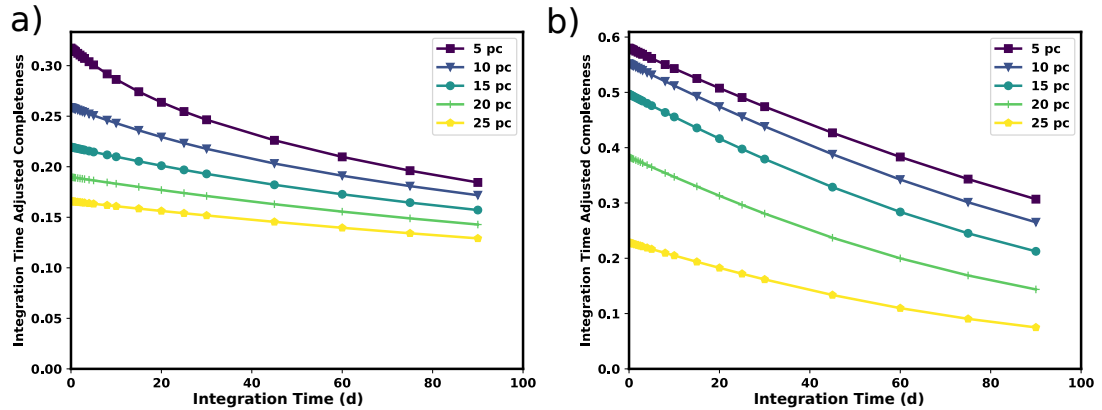 a)
Integration Time Adjusted Completeness
0.30
0.25
0.20
0.15
0.10
0.05
0.00
5 pc
10 pc
15 pc
20 pc
25 pc
0 20 40 60 80 100
Integration Time (d)
b)
Integration Time Adjusted Completeness
0.6
0.5
0.4
0.3
0.2
0.1
0.0
5 pc
10 pc
15 pc
20 pc
25 pc
0 20 40 60 80 100
Integration Time (d)